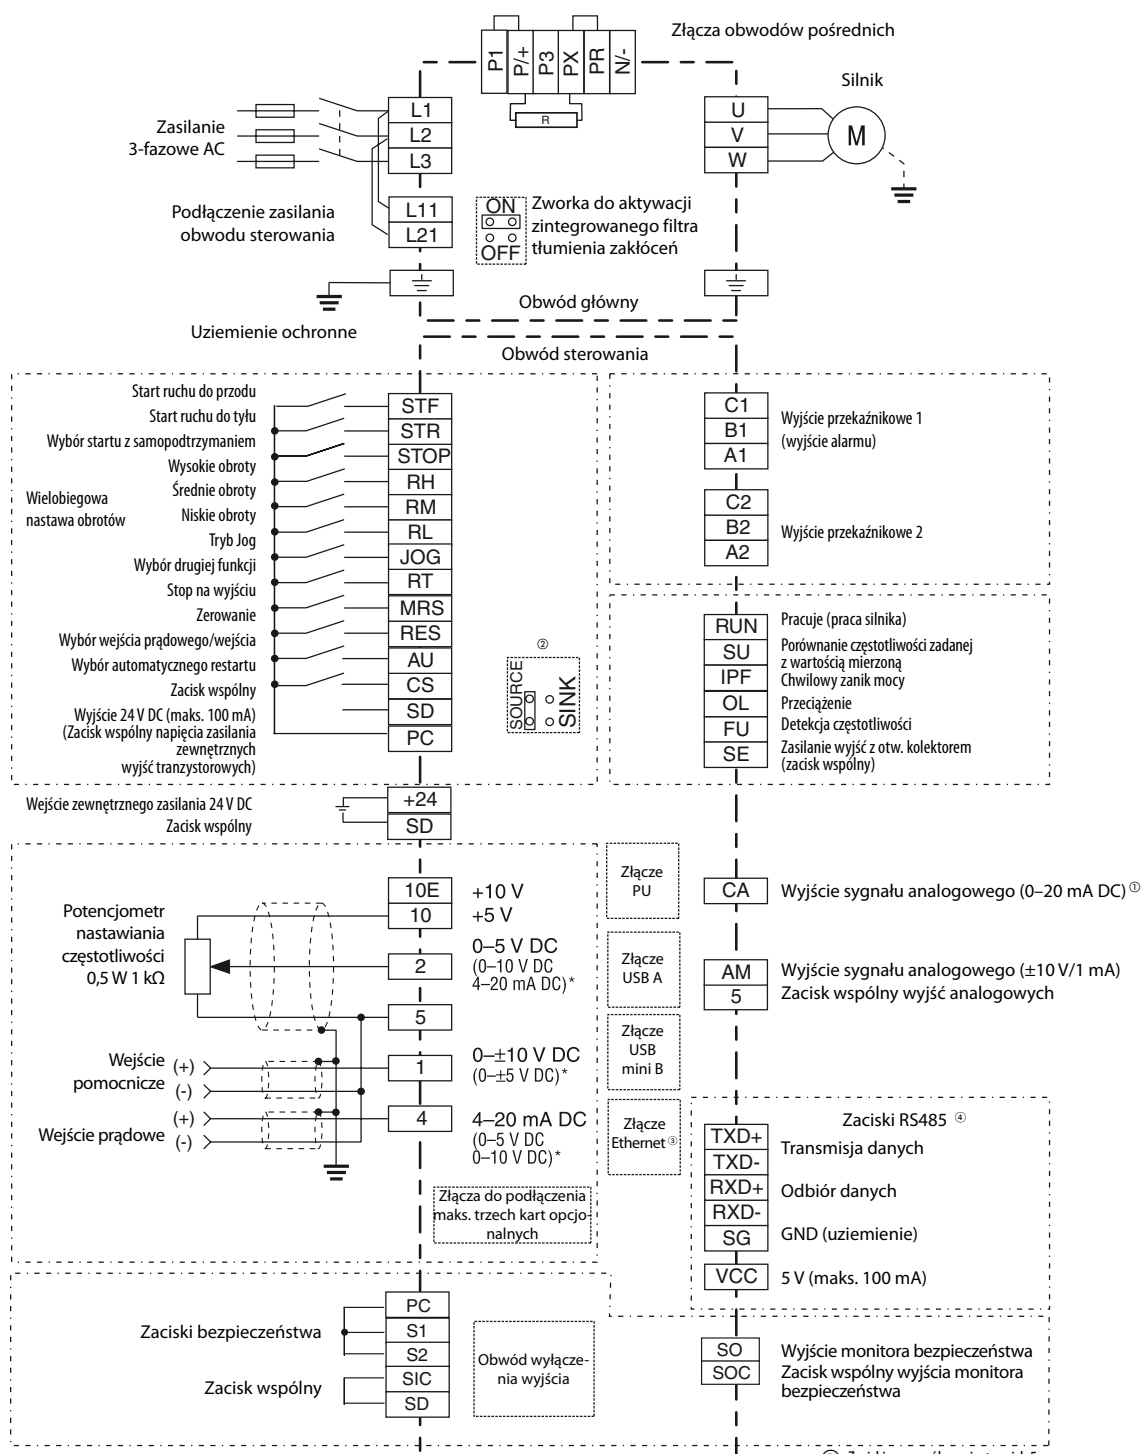 P1
P/+
P3
PX
PR
N/-
Złącza obwodów pośrednich
R
Zasilanie
3-fazowe AC
L1
L2
L3
U
V
W
Silnik
M
Podłączenie zasilania
obwodu sterowania
L11
L21
ON
OFF
Zworka do aktywacji
zintegrowanego filtra
tłumienia zakłóceń
Uziemienie ochronne
Obwód główny
Obwód sterowania
Wielobiegowa
nastawa obrotów
Start ruchu do przodu
Start ruchu do tyłu
Wybór startu z samopodtrzymaniem
Wysokie obroty
Średnie obroty
Niskie obroty
Tryb Jog
Wybór drugiej funkcji
Stop na wyjściu
Zerowanie
Wybór wejścia prądowego/wejścia
Wybór automatycznego restartu
Zacisk wspólny
Wyjście 24 V DC (maks. 100 mA)
(Zacisk wspólny napięcia zasilania
zewnętrznych
wyjść tranzystorowych)
STF
STR
STOP
RH
RM
RL
JOG
RT
MRS
RES
AU
CS
SD
PC
②
SOURCE
SINK
C1
B1
A1
Wyjście przekaźnikowe 1
(wyjście alarmu)
C2
B2
A2
Wyjście przekaźnikowe 2
RUN
SU
IPF
OL
FU
SE
Pracuje (praca silnika)
Porównanie częstotliwości zadanej
z wartością mierzoną
Chwilowy zanik mocy
Przeciążenie
Detekcja częstotliwości
Zasilanie wyjść z otw. kolektorem
(zacisk wspólny)
Wejście zewnętrznego zasilania 24 V DC
Zacisk wspólny
+24
SD
Potencjometr
nastawiania
częstotliwości
0,5 W 1 kΩ
10E
10
2
5
1
4
+10 V
+5 V
0–5 V DC
(0–10 V DC
4–20 mA DC)*
0–±10 V DC
(0–±5 V DC)*
4–20 mA DC
(0–5 V DC
0–10 V DC)*
Wejście
pomocnicze
(+)
(-)
Wejście prądowe
(+)
(-)
Złącza do podłączenia
maks. trzech kart opcjo-
nalnych
Złącze
PU
Złącze
USB A
Złącze
USB
mini B
Złącze
Ethernet ③
CA
Wyjście sygnału analogowego (0–20 mA DC) ①
AM
5
Wyjście sygnału analogowego (±10 V/1 mA)
Zacisk wspólny wyjść analogowych
Zaciski RS485 ④
TXD+
TXD-
RXD+
RXD-
SG
VCC
Transmisja danych
Odbiór danych
GND (uziemienie)
5 V (maks. 100 mA)
Zaciski bezpieczeństwa
Zacisk wspólny
PC
S1
S2
SIC
SD
Obwód wyłącze-
nia wyjścia
SO
SOC
Wyjście monitora bezpieczeństwa
Zacisk wspólny wyjścia monitora
bezpieczeństwa